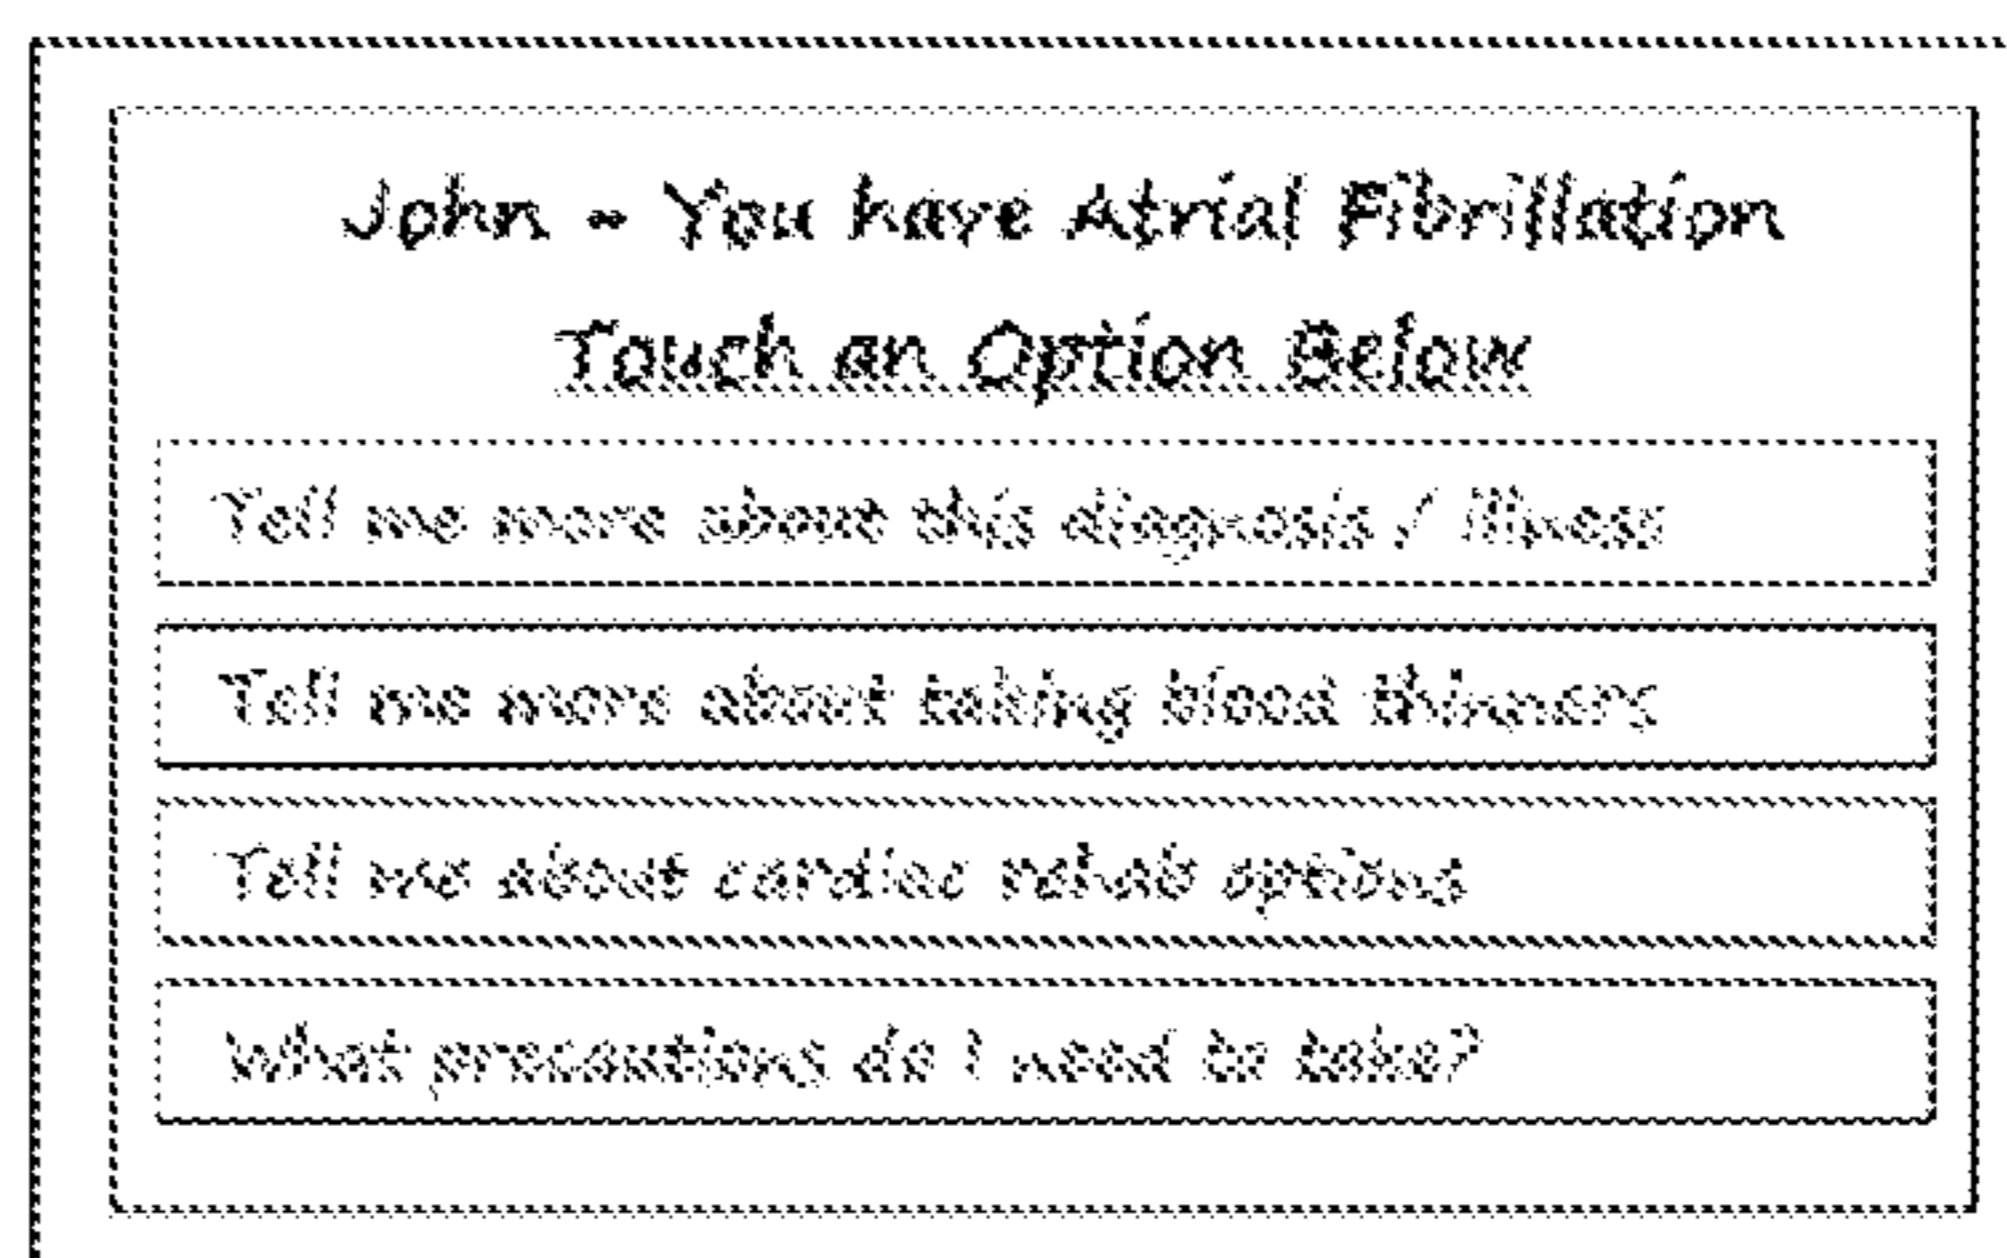 John - You have Atrial Fibrillation
Touch an Option Below
Tell me more about this diagnosis / illness
Tell me more about taking blood thinners
Tell me about cardiac rehab options
What precautions do I need to take?